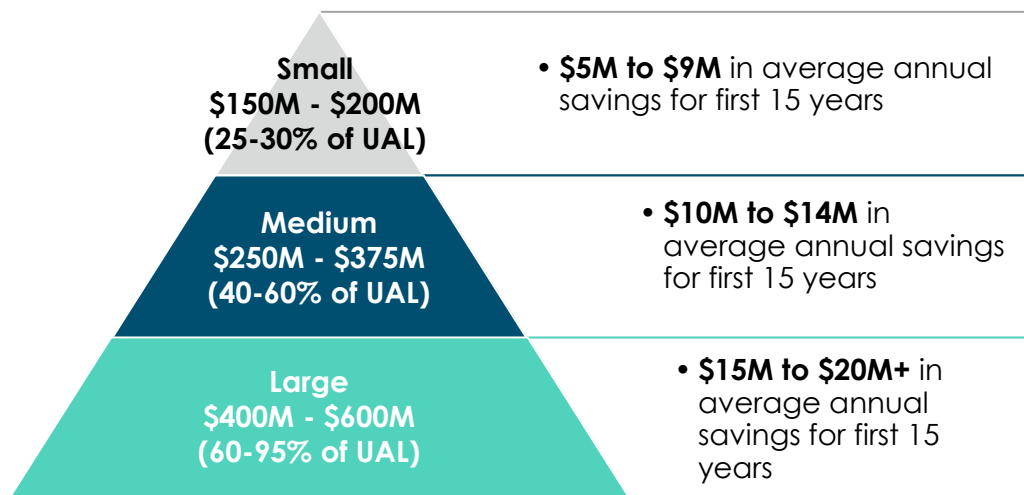 Small
$150M - $200M
(25-30% of UAL)
• $5M to $9M in average annual
savings for first 15 years
Medium
$250M - $375M
(40-60% of UAL)
• $10M to $14M in
average annual savings
for first 15 years
Large
$400M - $600M
(60-95% of UAL)
• $15M to $20M+ in
average annual
savings for first 15
years